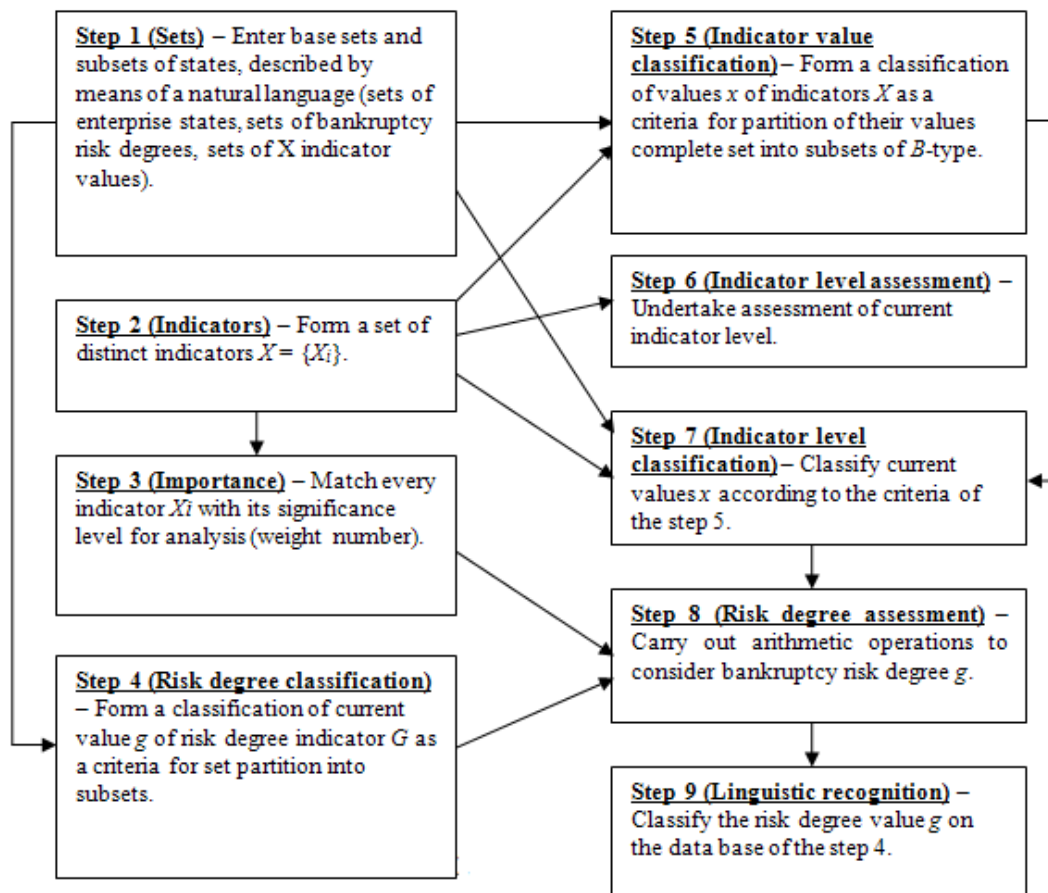 Step 1 (Sets) – Enter base sets and
subsets of states, described by
means of a natural language (sets of
enterprise states, sets of bankruptcy
risk degrees, sets of X indicator
values).
Step 2 (Indicators) – Form a set of
distinct indicators X = {Xi}.
Step 3 (Importance) – Match every
indicator Xi with its significance
level for analysis (weight number).
Step 4 (Risk degree classification)
– Form a classification of current
value g of risk degree indicator G as
a criteria for set partition into
subsets.
Step 5 (Indicator value
classification) – Form a classification
of values x of indicators X as a
criteria for partition of their values
complete set into subsets of B-type.
Step 6 (Indicator level assessment) –
Undertake assessment of current
indicator level.
Step 7 (Indicator level
classification) – Classify current
values x according to the criteria of
the step 5.
Step 8 (Risk degree assessment) –
Carry out arithmetic operations to
consider bankruptcy risk degree g.
Step 9 (Linguistic recognition) –
Classify the risk degree value g on
the data base of the step 4.